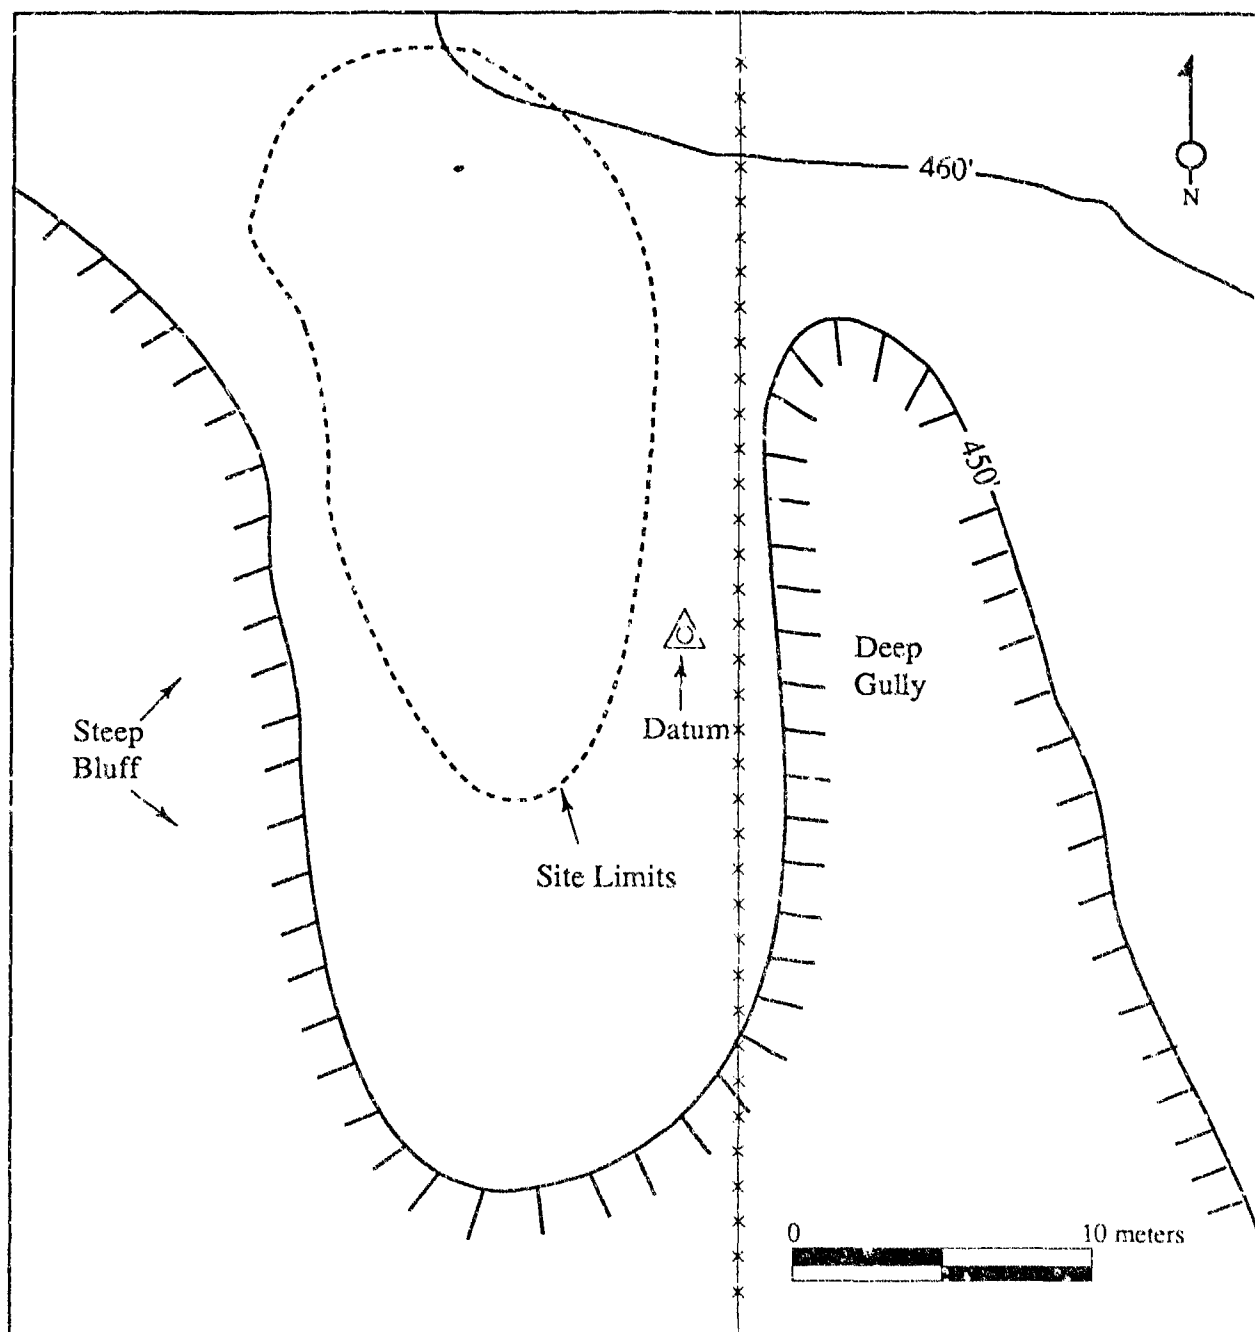 460'
N
450'
Deep
Gully
Steep
Bluff
Datum
Site Limits
0
10 meters